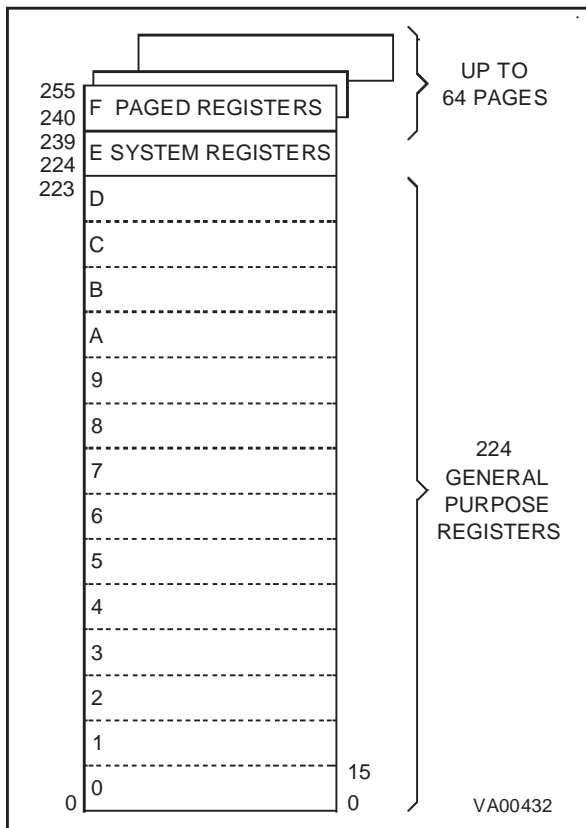 UP TO
64 PAGES
255
240
F PAGED REGISTERS
239
224
E SYSTEM REGISTERS
223
D
C
B
A
9
8
7
6
5
4
3
2
1
0
224
GENERAL
PURPOSE
REGISTERS
15
0
0
VA00432